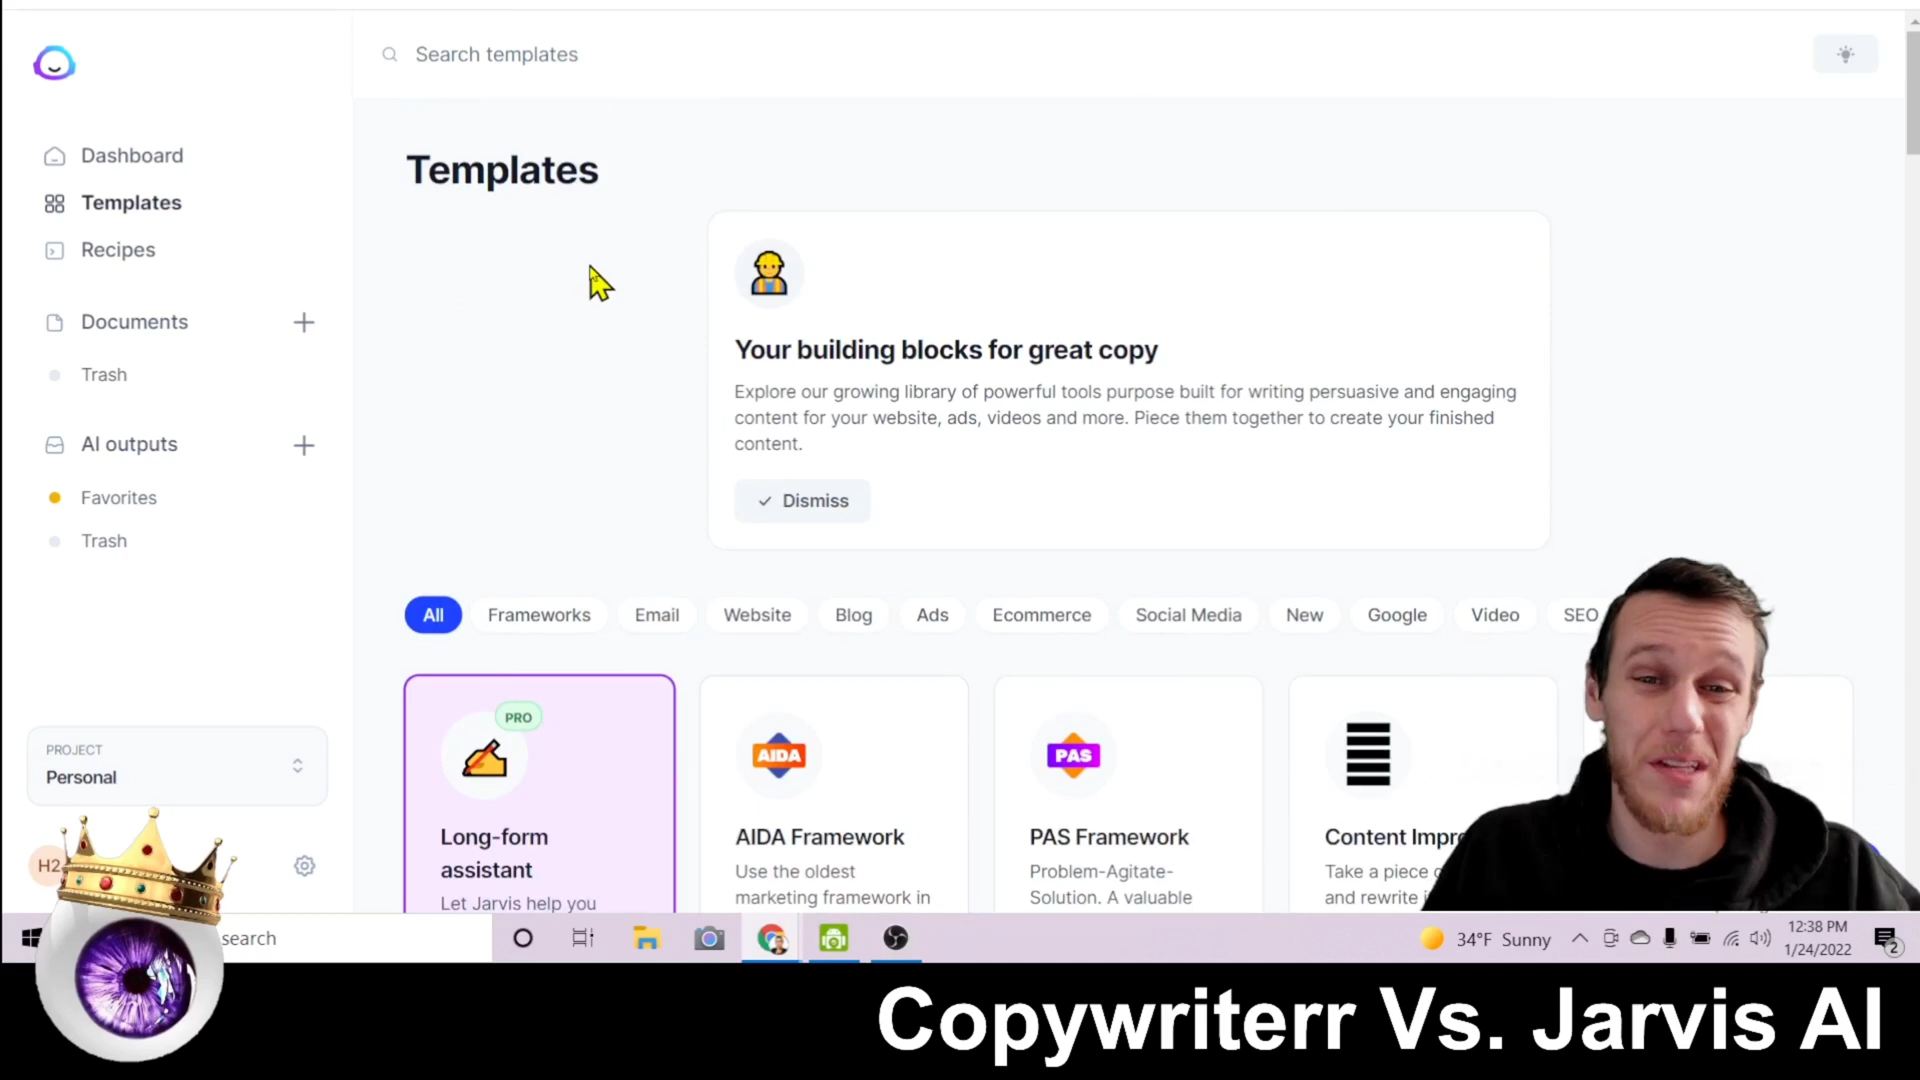 Search templates
Dashboard
Templates
Recipes
Documents
Trash
AI outputs
Favorites
Trash
PROJECT
Personal
H2
Templates
Your building blocks for great copy
Explore our growing library of powerful tools purpose built for writing persuasive and engaging
content for your website, ads, videos and more. Piece them together to create your finished
content.
Dismiss
All Frameworks Email Website Blog Ads Ecommerce Social Media New Google Video SEO
PRO
Long-form
assistant
Let Jarvis help you
AIDA
AIDA Framework
Use the oldest
marketing framework in
PAS
PAS Framework
Problem-Agitate-
Solution. A valuable
Content Impr
Take a piece
and rewrite
search
34°F Sunny
12:38 PM
1/24/2022
2
Copywriterr Vs. Jarvis AI